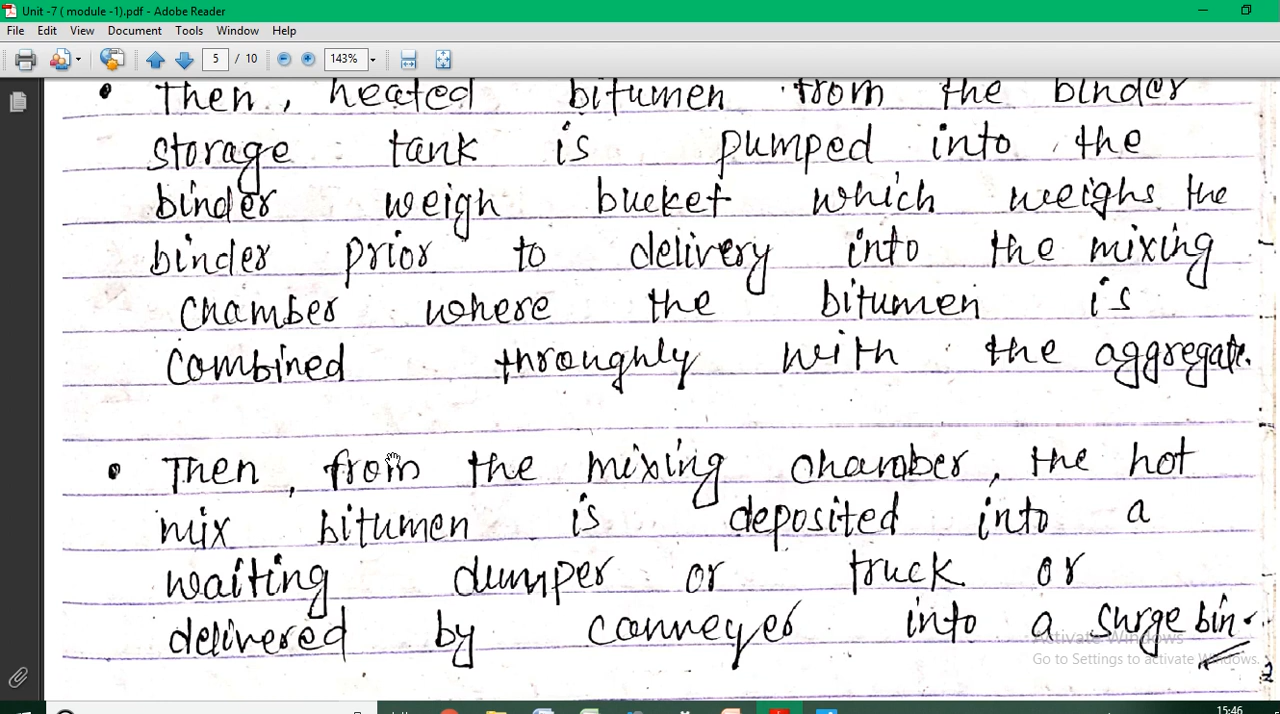 Unit -7 ( module -1).pdf - Adobe Reader
File Edit View Document Tools Window Help
5 / 10 143%
• Then, heated bitumen from the binder
storage tank is pumped into the
binder weigh bucket which weighs the
binder prior to delivery into the mixing
chamber where the bitumen is
combined throughly with the aggregate.
• Then, from the mixing chamber, the hot
mix bitumen is deposited into a
waiting dumper or truck or
delivered by conveyer into a surge bin.
Activate Windows
Go to Settings to activate Windows.
15:46